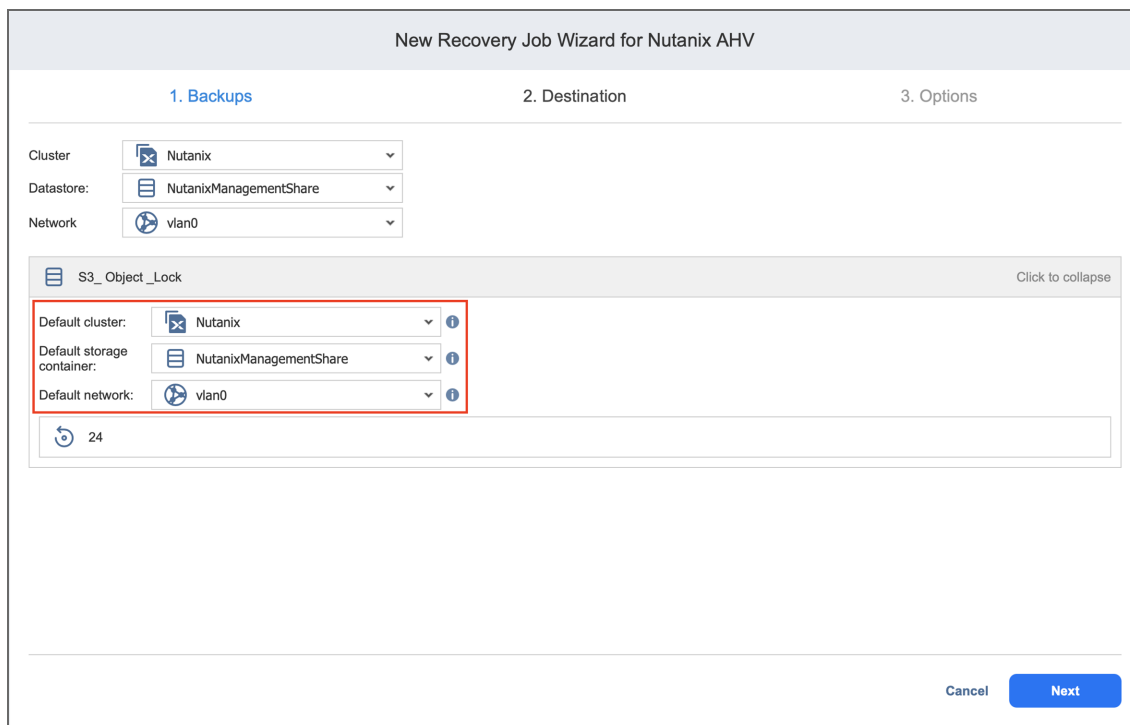 New Recovery Job Wizard for Nutanix AHV
1. Backups 2. Destination 3. Options
Cluster Nutanix
Datastore: NutanixManagementShare
Network vlan0
S3_ Object _Lock Click to collapse
Default cluster: Nutanix
Default storage
container: NutanixManagementShare
Default network: vlan0
24
Cancel Next